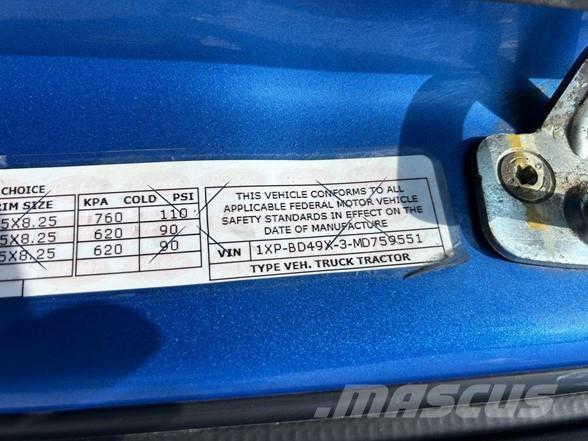 CHOICE
RIM SIZE
5X8.25
5X8.25
5X8.25
KPA COLD PSI
760 110
620 90
620 90
THIS VEHICLE CONFORMS TO ALL
APPLICABLE FEDERAL MOTOR VEHICLE
SAFETY STANDARDS IN EFFECT ON THE
DATE OF MANUFACTURE
VIN 1XP-BD49X-3-MD759551
TYPE VEH. TRUCK TRACTOR
MASCUS